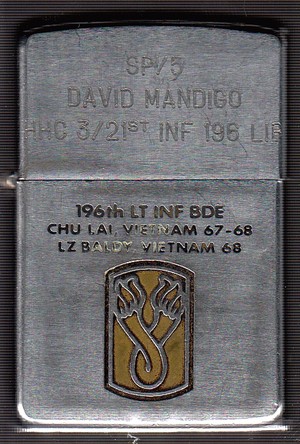 SP/5
DAVID MANDIGO
HHC 3/21ST INF 196 LIB
196th LT INF BDE
CHU LAI, VIETNAM 67-68
LZ BALDY, VIETNAM 68